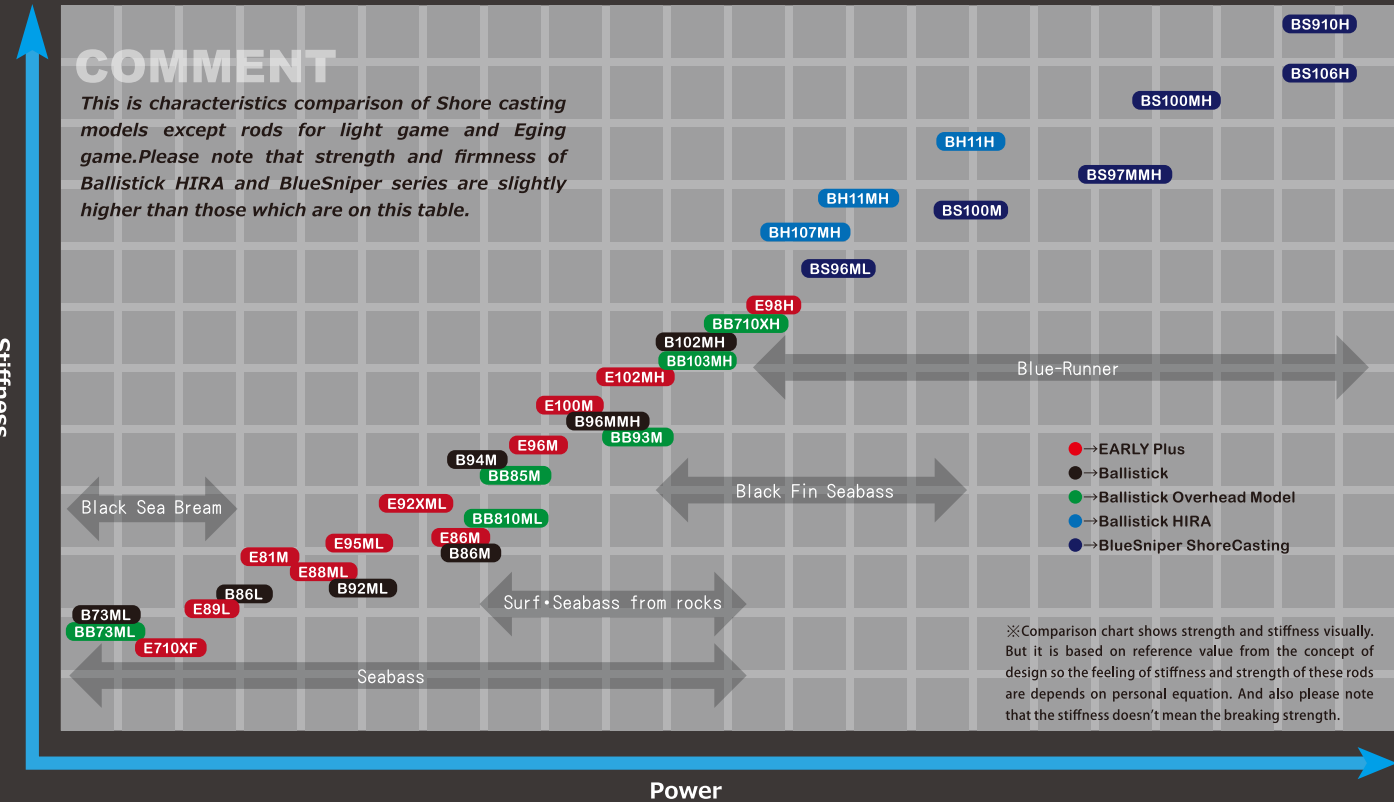 COMMENT
This is characteristics comparison of Shore casting
models except rods for light game and Eging
game.Please note that strength and firmness of
Ballistick HIRA and BlueSniper series are slightly
higher than those which are on this table.
BS910H
BS106H
BS100MH
BH11H
BS97MMH
BH11MH
BS100M
BH107MH
BS96ML
E98H
BB710XH
B102MH
BB103MH
Blue-Runner
E102MH
E100M
B96MMH
BB93M
E96M
B94M
BB85M
Black Fin Seabass
Black Sea Bream
E92XML
BB810ML
E86M
B86M
E95ML
E81M
E88ML
B92ML
B86L
E89L
Surf・Seabass from rocks
B73ML
BB73ML
E710XF
Seabass
●→EARLY Plus
●→Ballistick
●→Ballistick Overhead Model
●→Ballistick HIRA
●→BlueSniper ShoreCasting
※Comparison chart shows strength and stiffness visually.
But it is based on reference value from the concept of
design so the feeling of stiffness and strength of these rods
are depends on personal equation. And also please note
that the stiffness doesn't mean the breaking strength.
Stiffness
Power